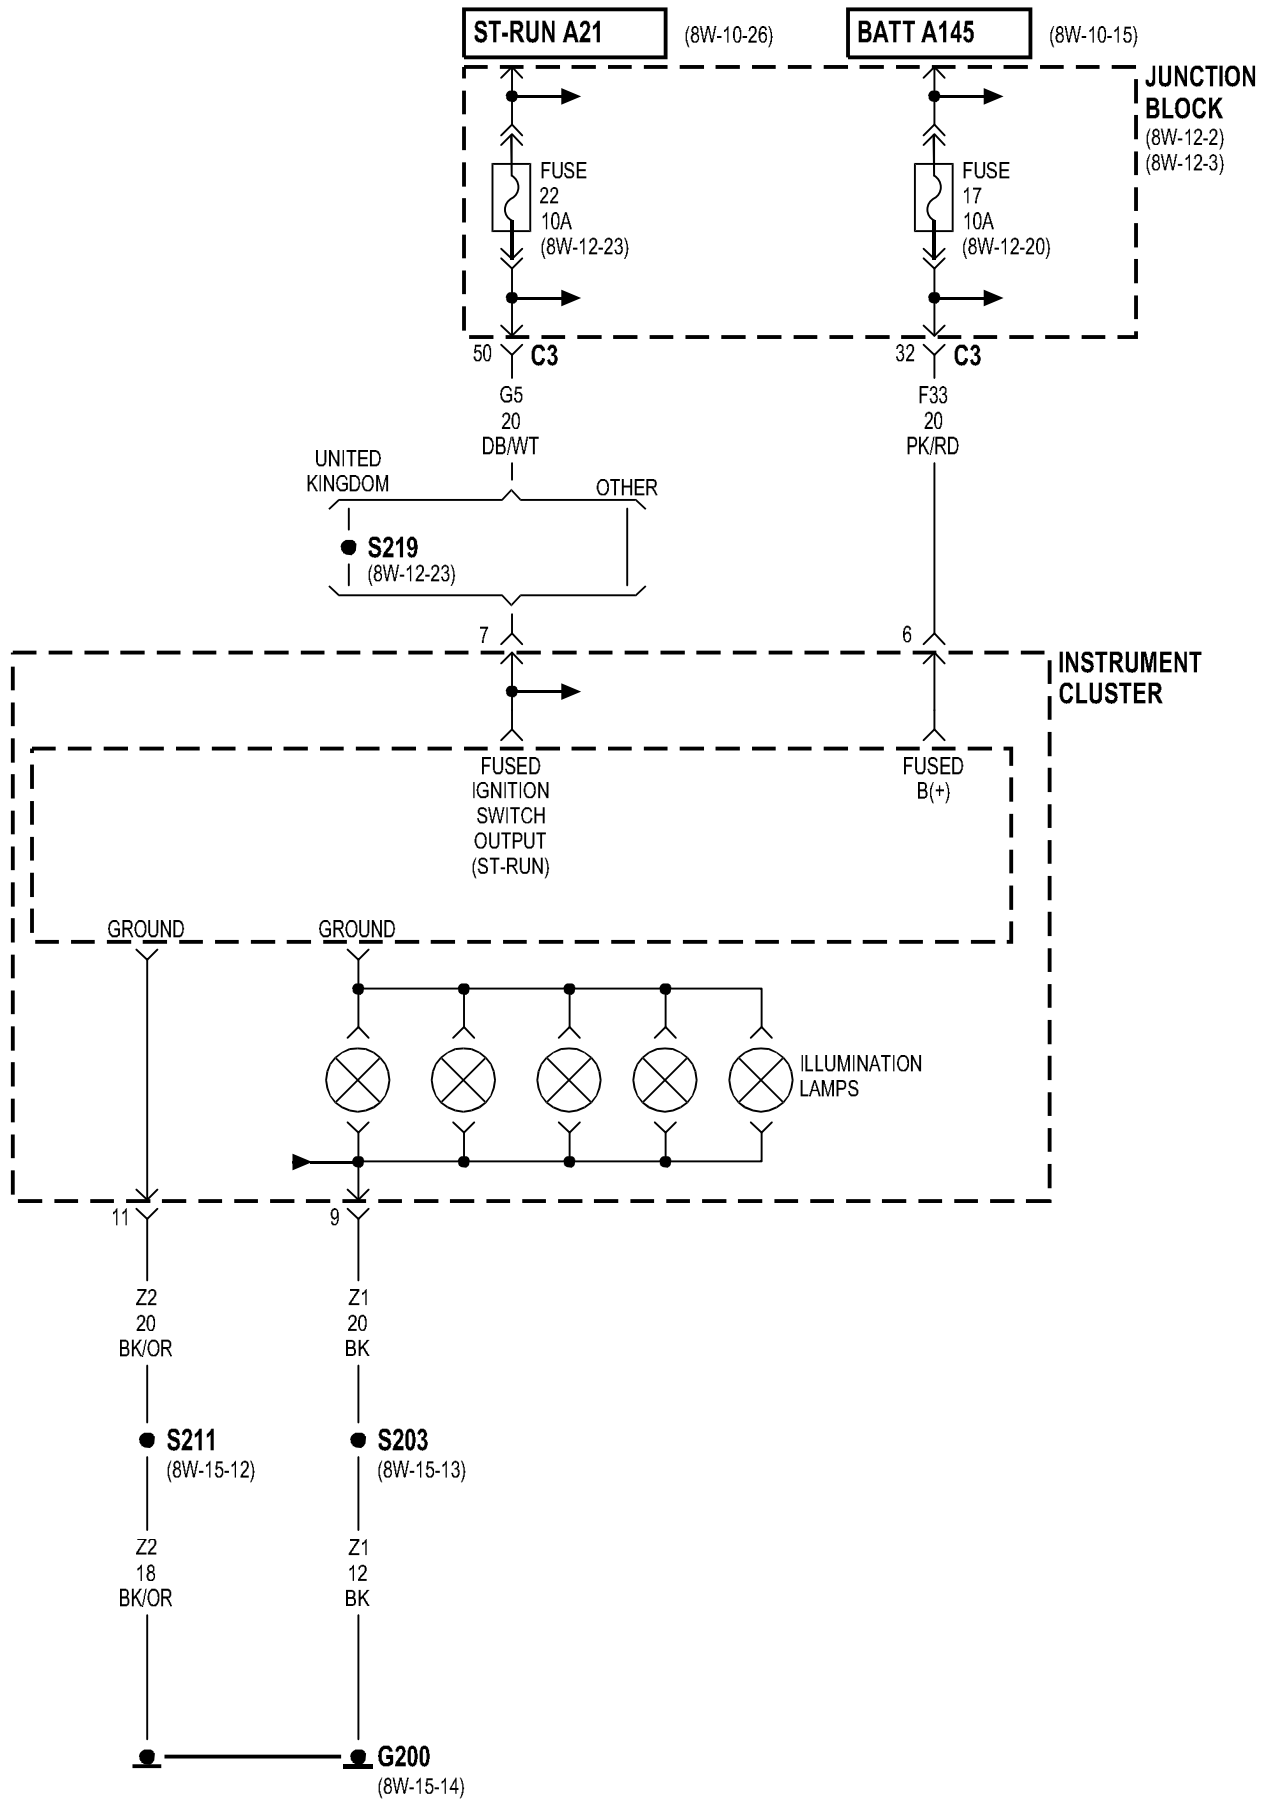 ST-RUN A21
(8W-10-26)
BATT A145
(8W-10-15)
JUNCTION
BLOCK
(8W-12-2)
(8W-12-3)
FUSE
22
10A
(8W-12-23)
FUSE
17
10A
(8W-12-20)
50
C3
32
C3
G5
20
DB/WT
F33
20
PK/RD
UNITED
KINGDOM
OTHER
S219
(8W-12-23)
7
6
INSTRUMENT
CLUSTER
FUSED
IGNITION
SWITCH
OUTPUT
(ST-RUN)
FUSED
B(+)
GROUND
GROUND
ILLUMINATION
LAMPS
11
9
Z2
20
BK/OR
Z1
20
BK
S211
(8W-15-12)
S203
(8W-15-13)
Z2
18
BK/OR
Z1
12
BK
G200
(8W-15-14)